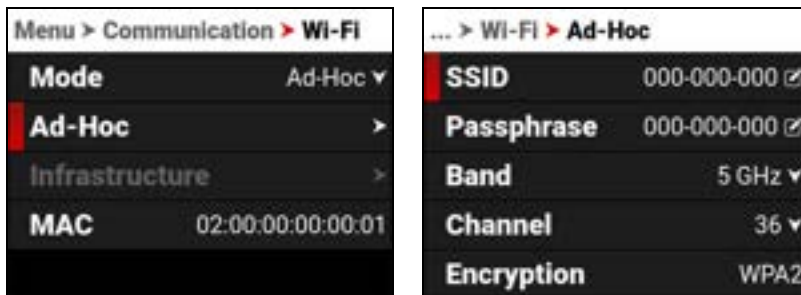 Menu > Communication > Wi-Fi
Mode Ad-Hoc
Ad-Hoc >
Infrastructure >
MAC 02:00:00:00:00:01
... > Wi-Fi > Ad-Hoc
SSID 000-000-000
Passphrase 000-000-000
Band 5 GHz
Channel 36
Encryption WPA2